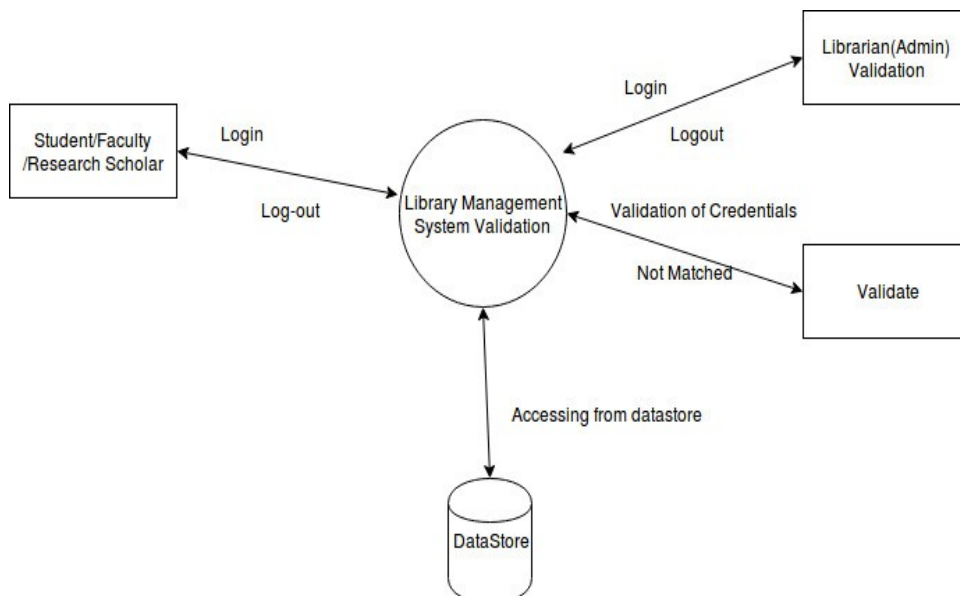 Librarian(Admin)
Validation
Login
Logout
Student/Faculty
/Research Scholar
Login
Log-out
Library Management
System Validation
Validation of Credentials
Not Matched
Validate
Accessing from datastore
DataStore